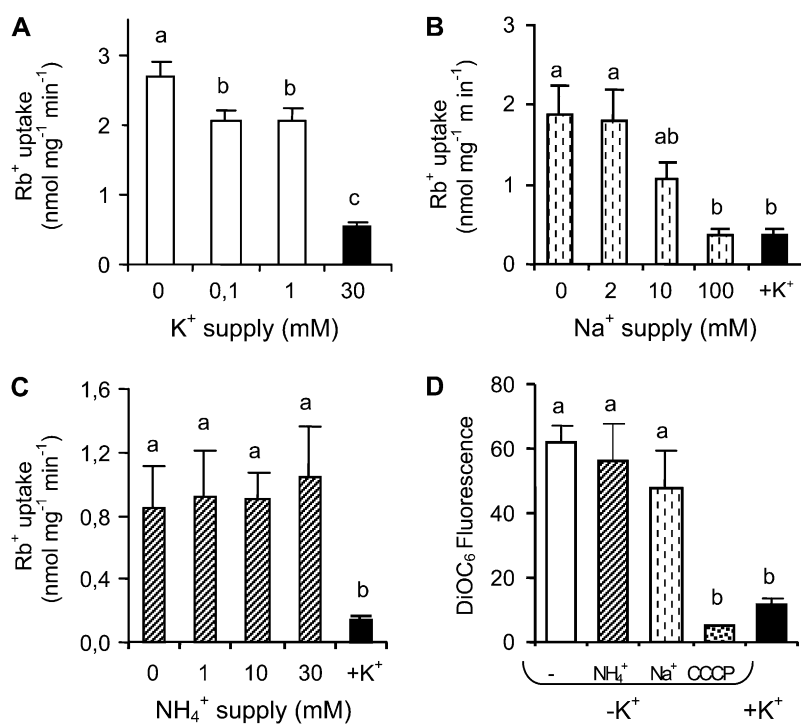 A
Rb⁺ uptake
(nmol mg⁻¹ min⁻¹)
3
2
1
0
a
b
b
c
0 0,1 1 30
K⁺ supply (mM)
B
Rb⁺ uptake
(nmol mg⁻¹ m in⁻¹)
3
2
1
0
a
a
ab
b
b
0 2 10 100 +K⁺
Na⁺ supply (mM)
C
Rb⁺ uptake
(nmol mg⁻¹ min⁻¹)
1,6
1,2
0,8
0,4
0,0
a
a
a
a
b
0 1 10 30 +K⁺
NH₄⁺ supply (mM)
D
DiOC₆ Fluorescence
80
60
40
20
0
a
a
a
b
b
- NH₄⁺ Na⁺ CCCP
-K⁺ +K⁺